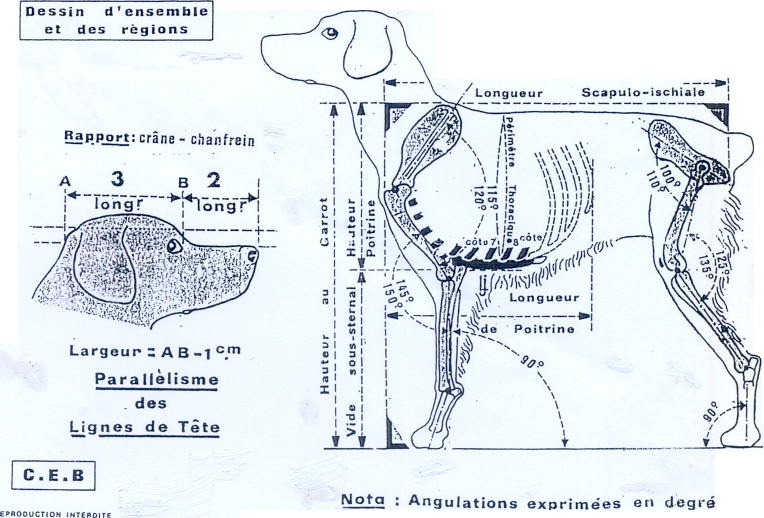 Dessin d'ensemble
et des règions
Rapport: crâne - chanfrein
A 3 B 2
longr longr
Largeur = AB-1cm
Parallèlisme
des
Lignes de Tête
C.E.B
EPRODUCTION INTERDITE
Longueur Scapulo-ischiale
Hauteur au Garrot
Hauteur Poitrine
Vide sous-sternal
Périmètre Thoracique
115°
120°
côte 7 8 côte
145°
150°
Longueur
de Poitrine
90°
100°
110°
125°
135°
90°
Nota : Angulations exprimées en degré